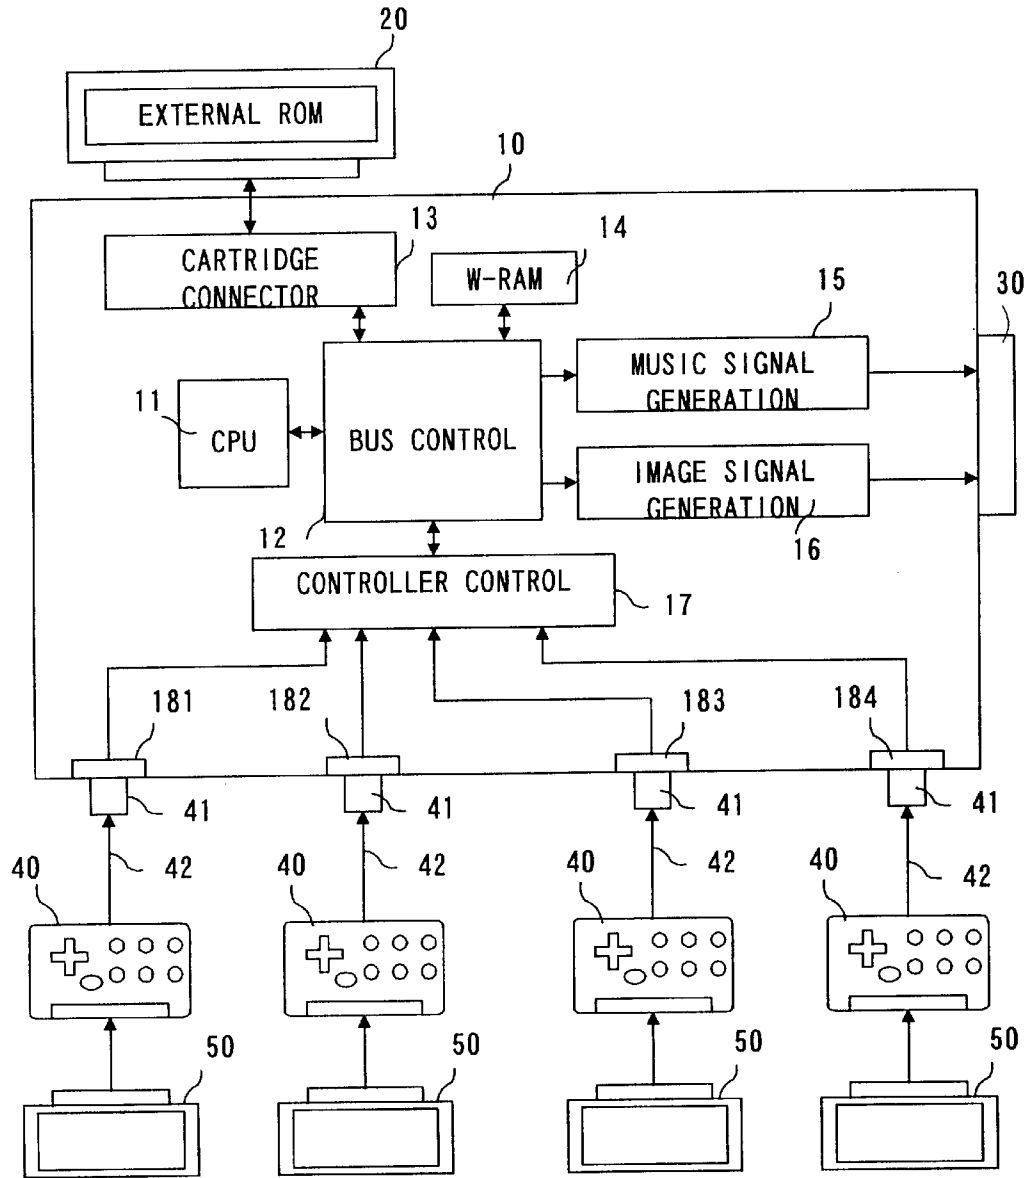 20
EXTERNAL ROM
10
13
14
CARTRIDGE
CONNECTOR
W-RAM
15
30
MUSIC SIGNAL
GENERATION
11
CPU
BUS CONTROL
IMAGE SIGNAL
GENERATION
12
16
CONTROLLER CONTROL
17
181
182
183
184
41
41
41
41
40
42
40
42
40
42
40
42
50
50
50
50